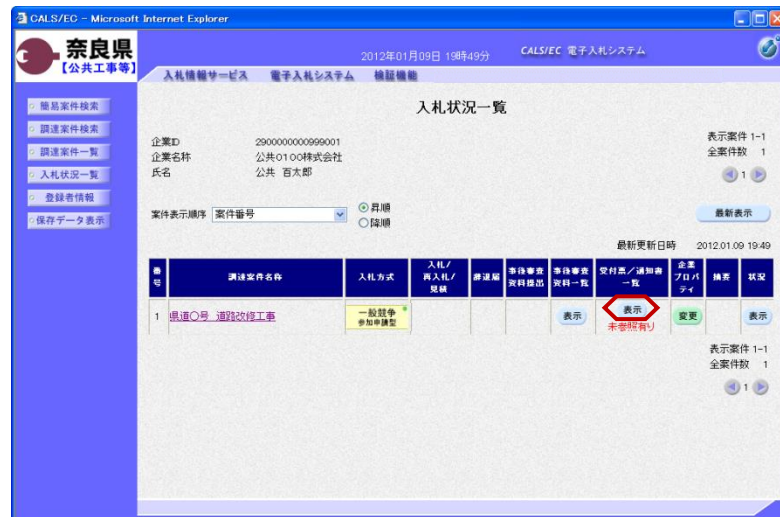 CALS/EC - Microsoft Internet Explorer
奈良県
【公共工事等】
2012年01月09日 19時49分
CALS/EC 電子入札システム
入札情報サービス 電子入札システム 検証機能
簡易案件検索
調達案件検索
調達案件一覧
入札状況一覧
登録者情報
保存データ表示
入札状況一覧
企業ID 2900000000999001
企業名称 公共0100株式会社
氏名 公共 百太郎
表示案件 1-1
全案件数 1
1
案件表示順序 案件番号
昇順
降順
最新表示
最新更新日時 2012.01.09 19:49
番号 調達案件名称 入札方式 入札/再入札/見積 辞退届 事後審査資料提出 事後審査資料一覧 受付票/通知書一覧 企業プロパティ 摘要 状況
1 県道〇号 道路改修工事 一般競争 参加申請型 表示 表示 変更 表示
未参照有り
表示案件 1-1
全案件数 1
1